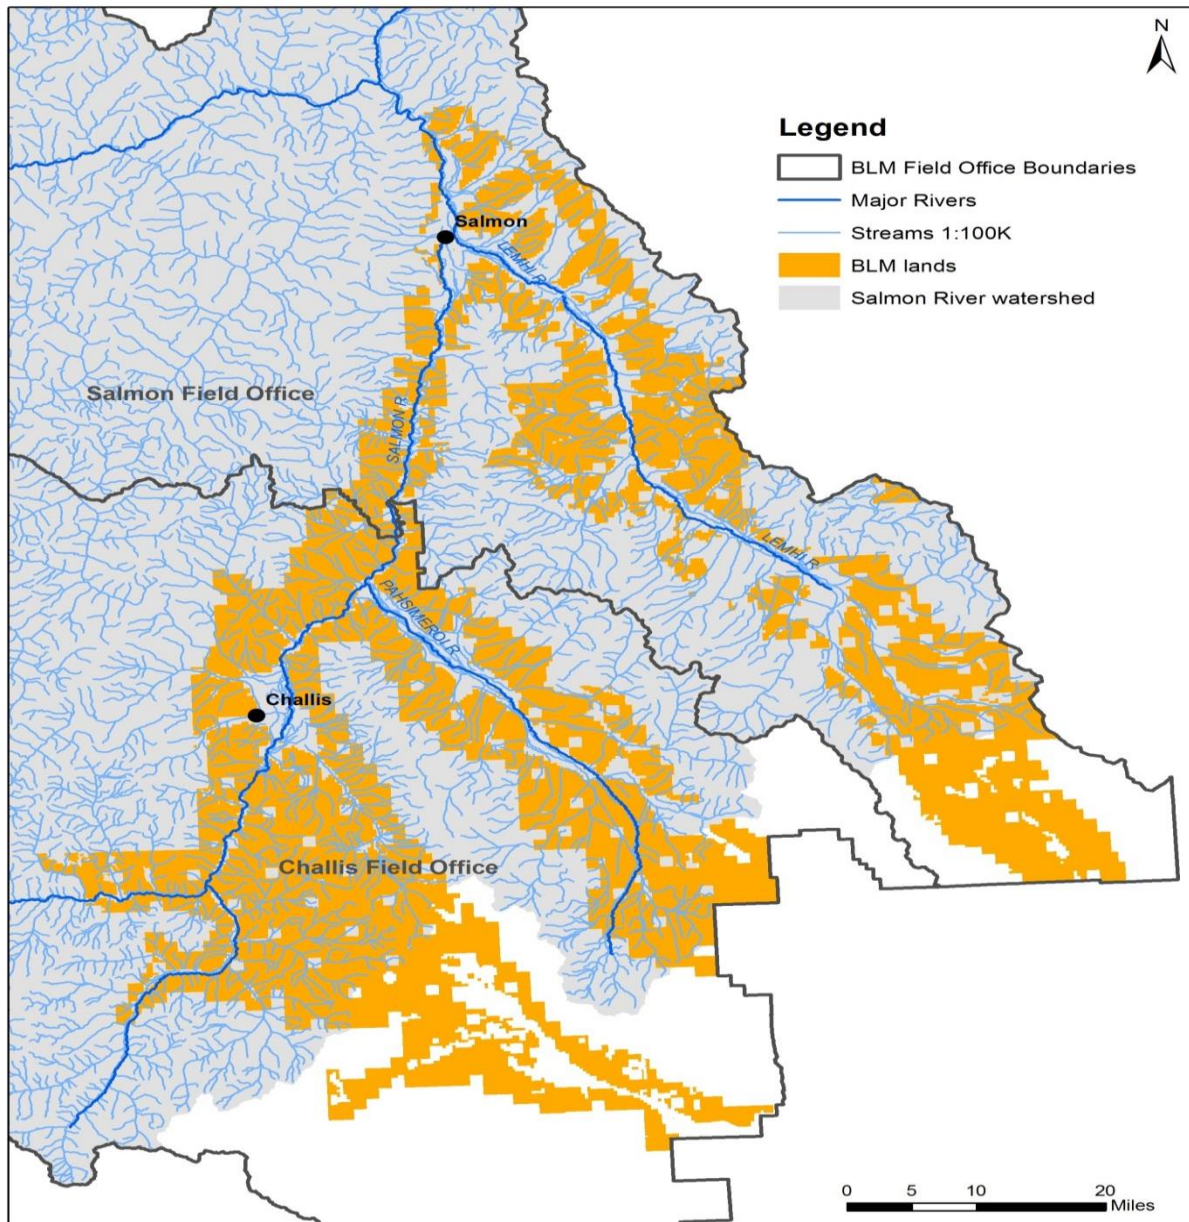 N
Legend
BLM Field Office Boundaries
Major Rivers
Streams 1:100K
BLM lands
Salmon River watershed
Salmon
LEMHI R.
Salmon Field Office
SALMON R.
LEMHI R.
PAHSIMEROI R.
Challis
Challis Field Office
0 5 10 20
Miles